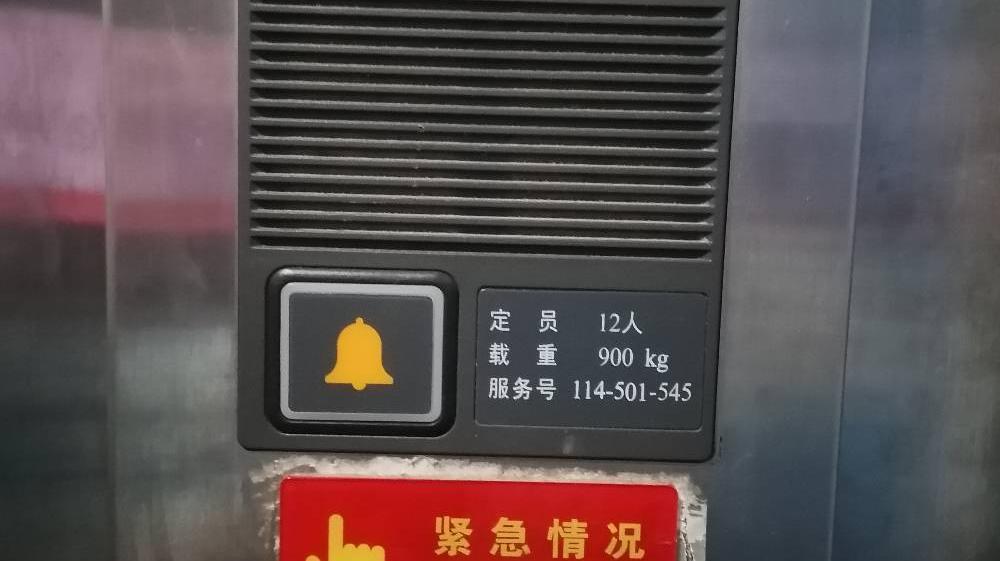 定 员 12人
载 重 900 kg
服务号 114-501-545
紧急情况